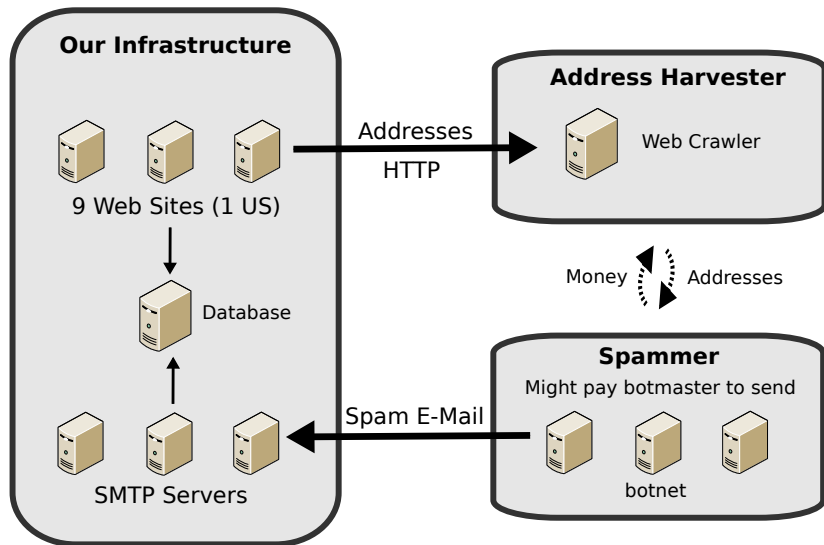 Our Infrastructure
9 Web Sites (1 US)
Database
SMTP Servers
Addresses
HTTP
Address Harvester
Web Crawler
Money
Addresses
Spammer
Might pay botmaster to send
botnet
Spam E-Mail